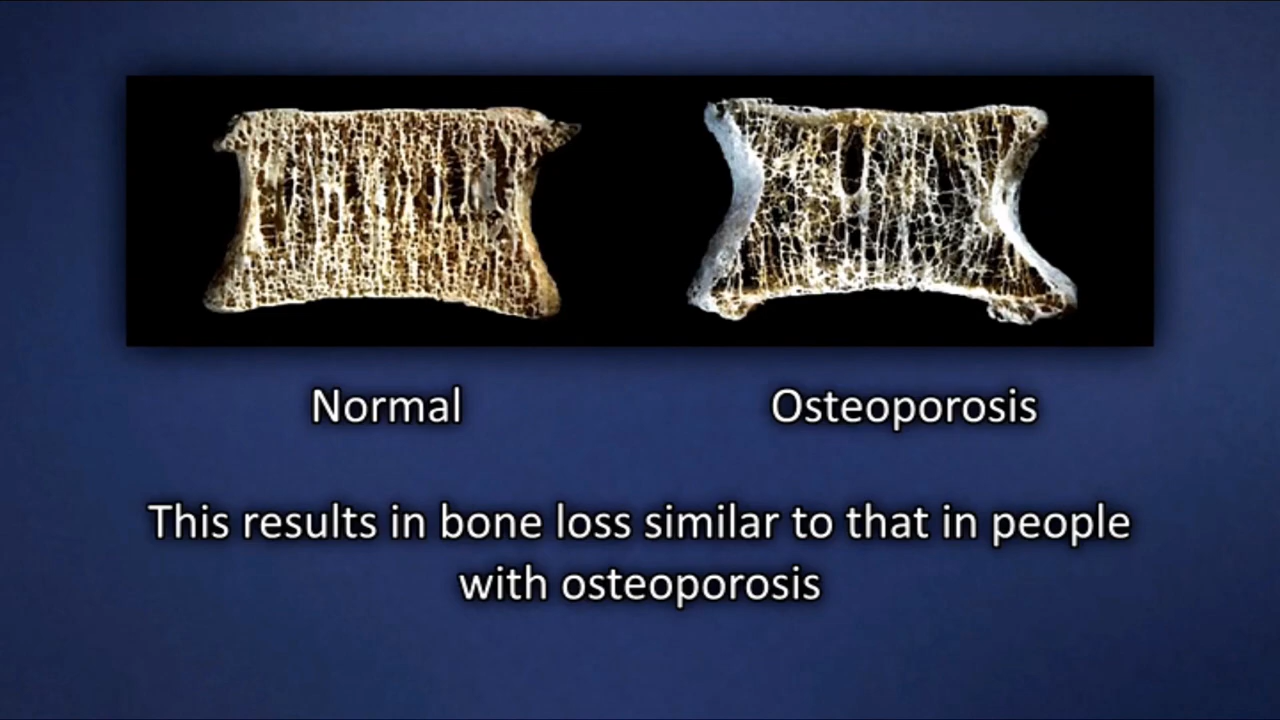 Normal
Osteoporosis
This results in bone loss similar to that in people
with osteoporosis